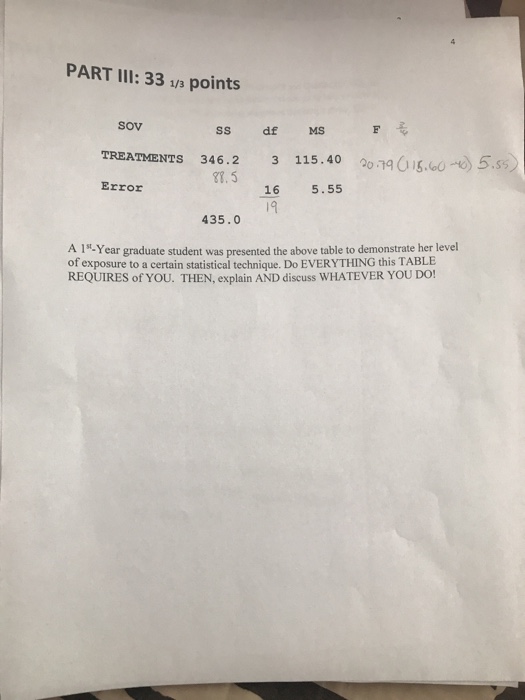 4
PART III: 33 1/3 points
SOV SS df MS F
TREATMENTS 346.2 3 115.40 20.79 (115.60 5.55)
88.5
Error 16 5.55
19
435.0
A 1st-Year graduate student was presented the above table to demonstrate her level
of exposure to a certain statistical technique. Do EVERYTHING this TABLE
REQUIRES of YOU. THEN, explain AND discuss WHATEVER YOU DO!